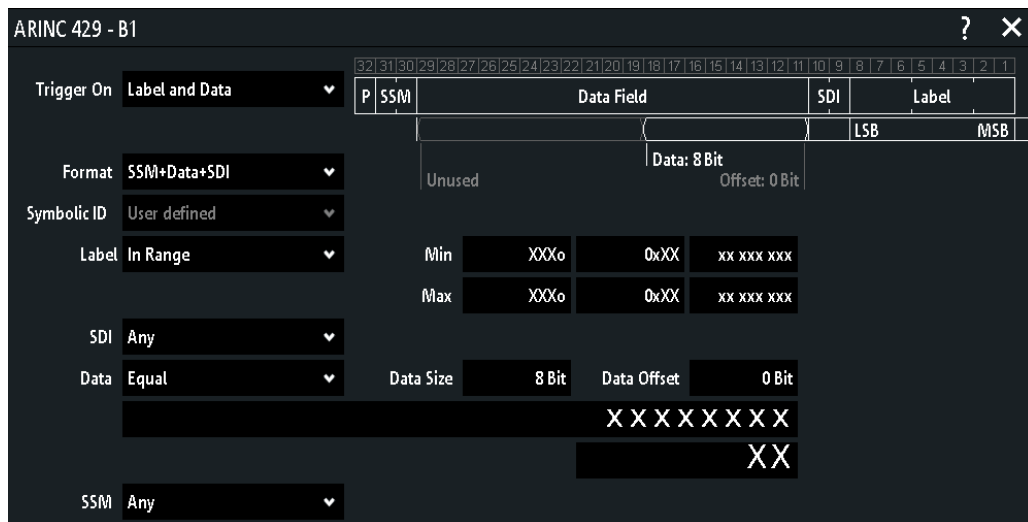 ARINC 429 - B1 ? X
32 31 30 29 28 27 26 25 24 23 22 21 20 19 18 17 16 15 14 13 12 11 10 9 8 7 6 5 4 3 2 1
Trigger On Label and Data
P SSM Data Field SDI Label
LSB MSB
Data: 8 Bit
Unused Offset: 0 Bit
Format SSM+Data+SDI
Symbolic ID User defined
Label In Range Min XXXo 0xXX xx xxx xxx
Max XXXo 0xXX xx xxx xxx
SDI Any
Data Equal Data Size 8 Bit Data Offset 0 Bit
X X X X X X X X
XX
SSM Any